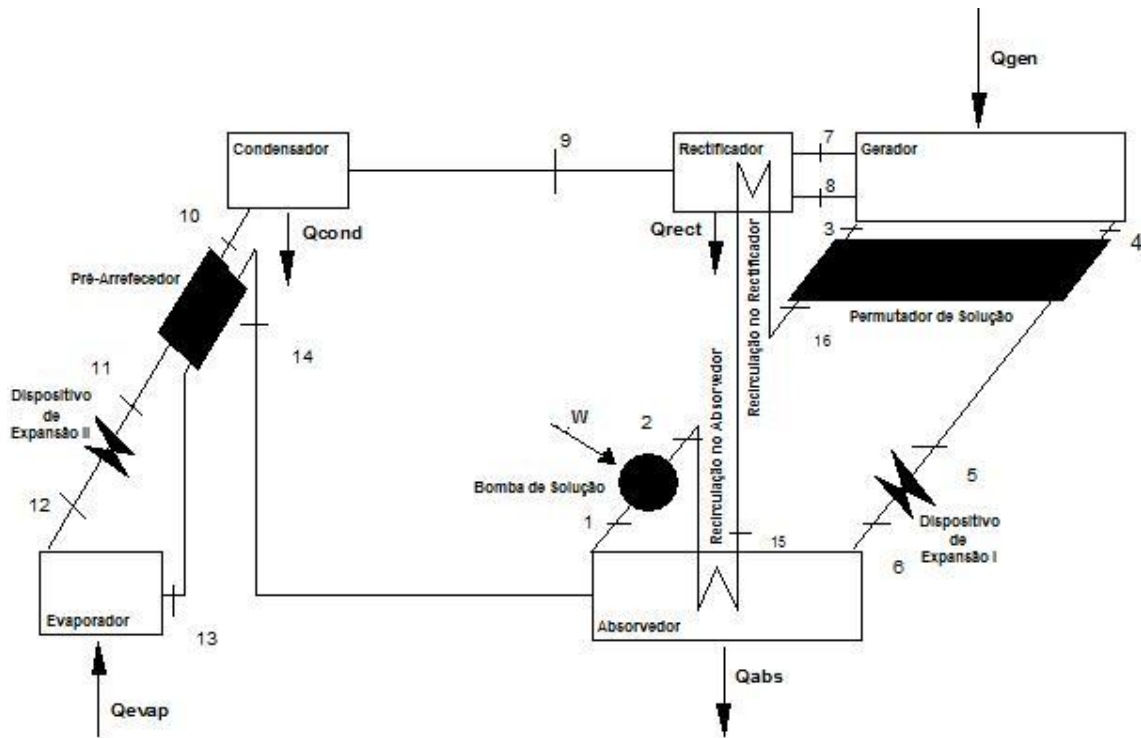 Qgen
Condensador
9
Rectificador
7
Gerador
8
10
Qcond
Qrect
3
4
Pré-Arrefecedor
Recirculação no Rectificador
Permutador de Solução
14
16
11
Dispositivo
de
Expansão II
W
2
Recirculação no Absorvedor
Bomba de Solução
5
12
1
15
Dispositivo
de
Expansão I
6
Evaporador
13
Absorvedor
Qevap
Qabs